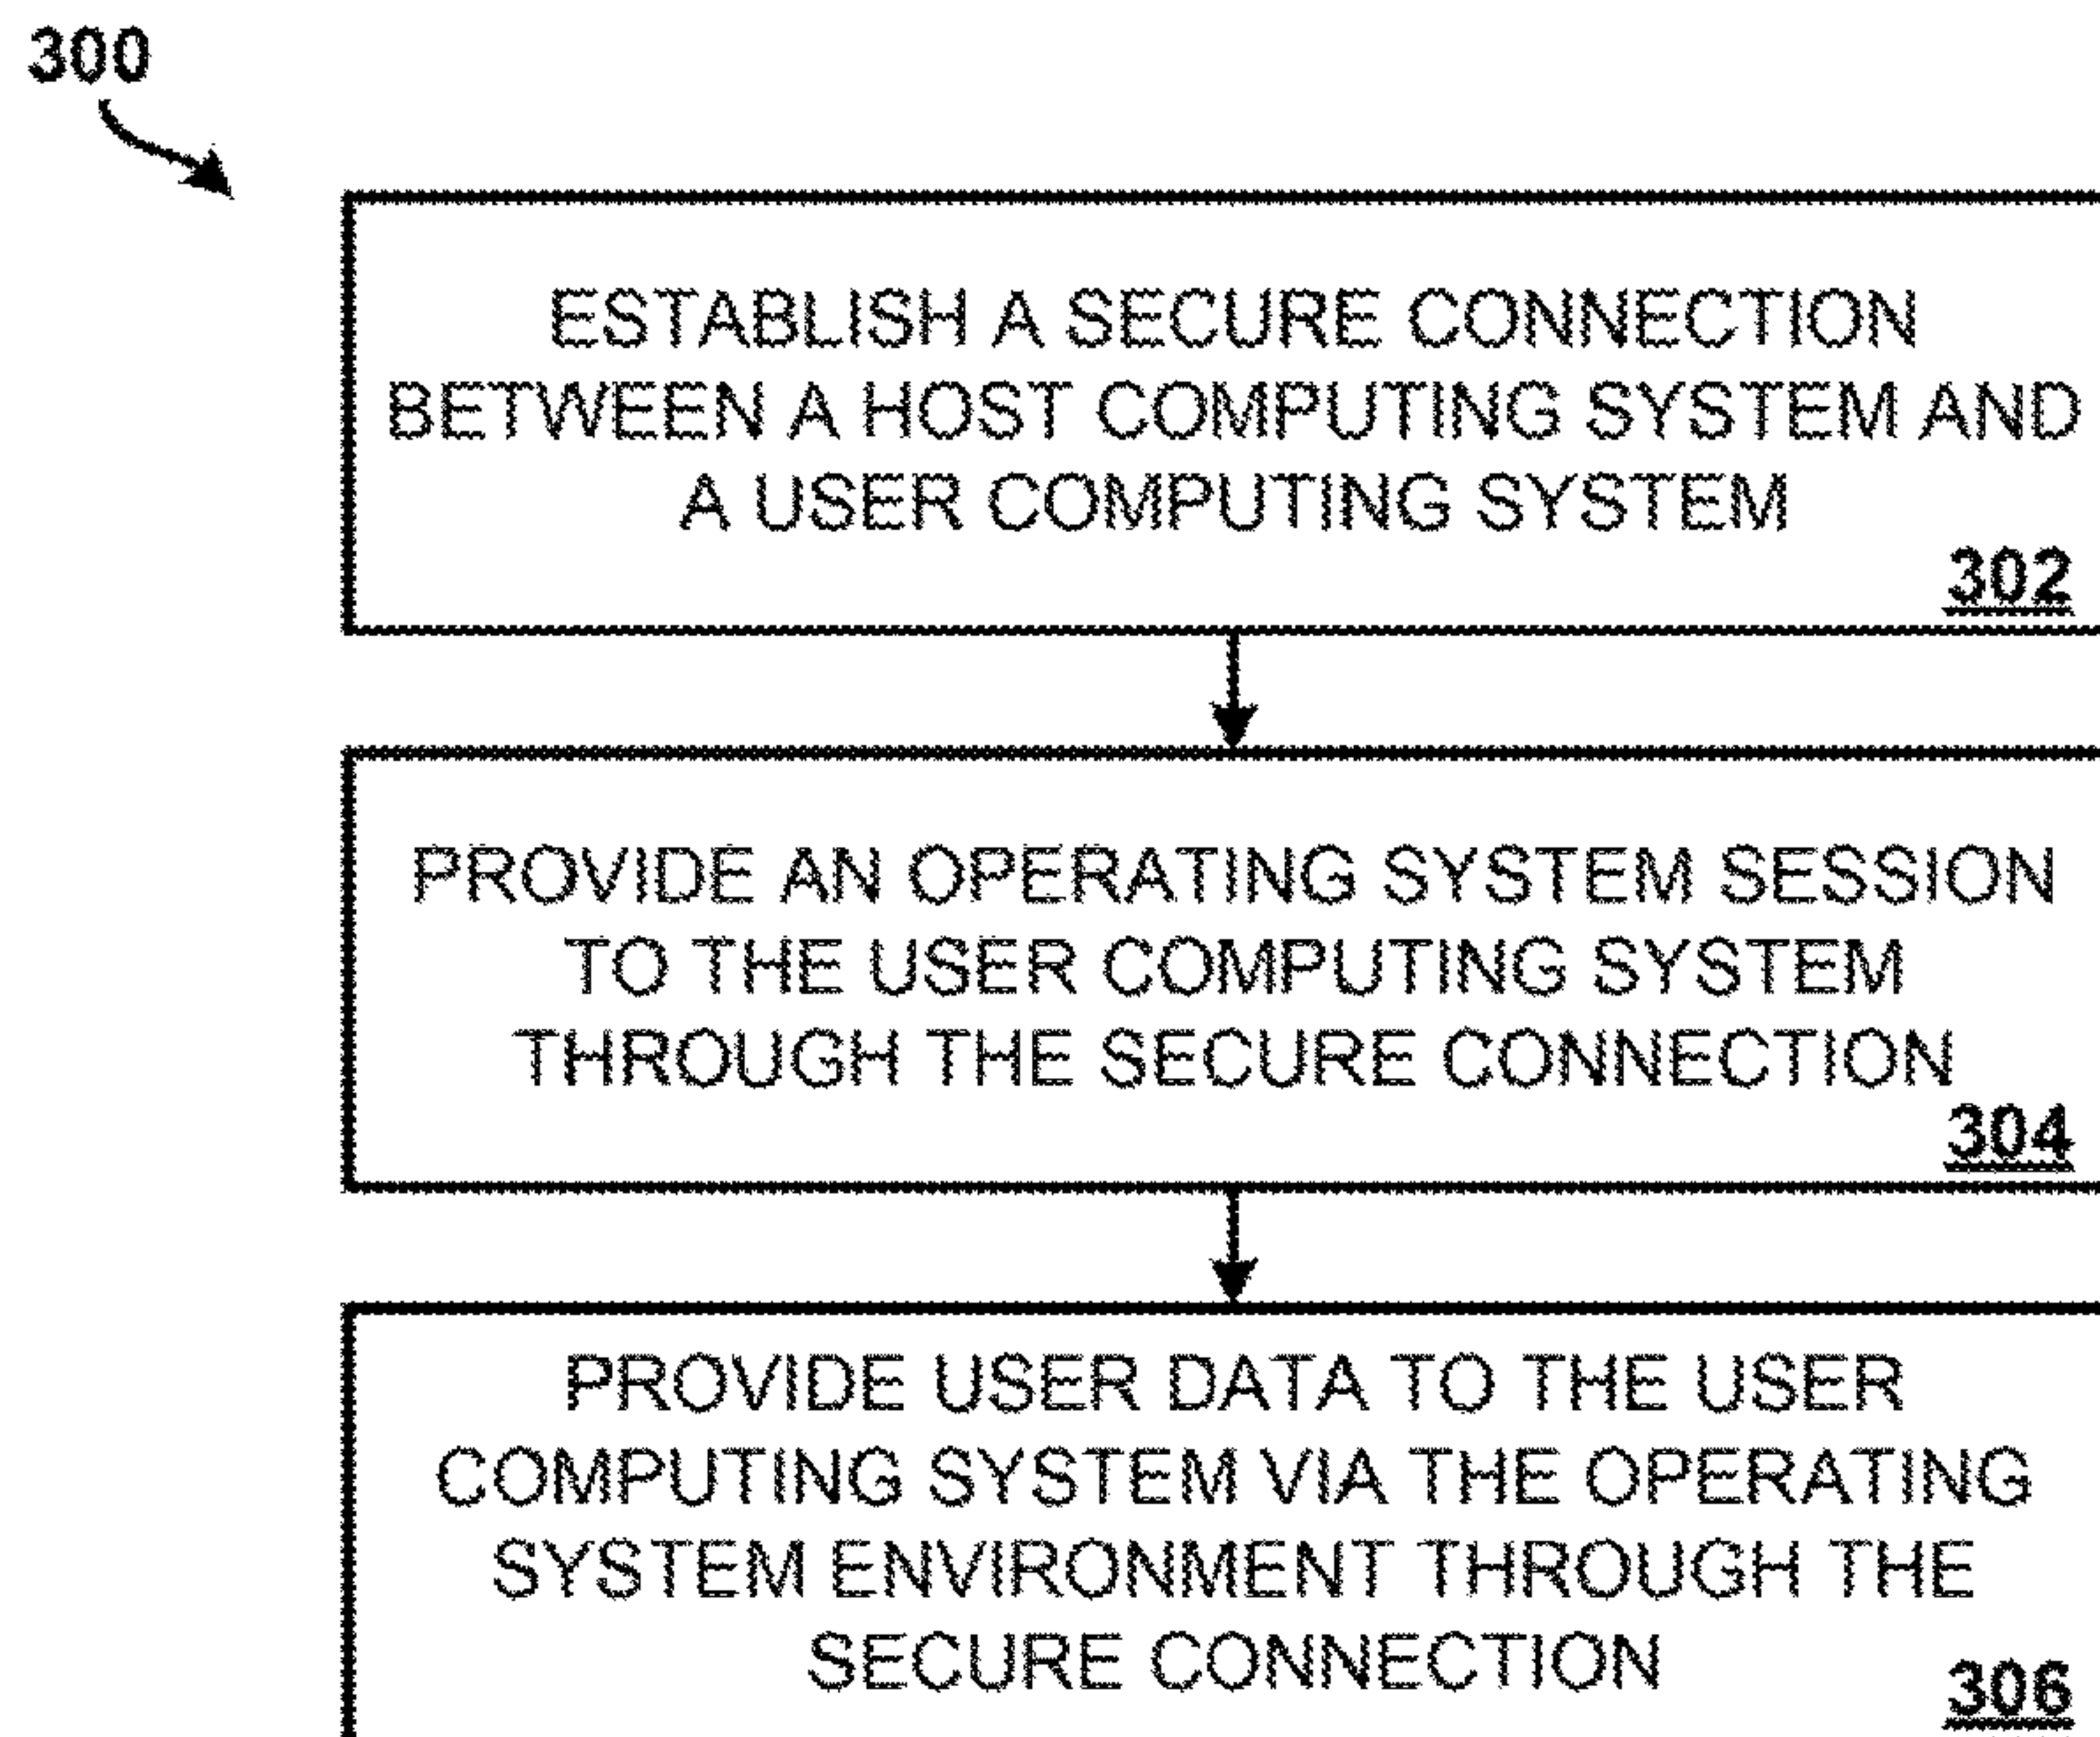 300
ESTABLISH A SECURE CONNECTION
BETWEEN A HOST COMPUTING SYSTEM AND
A USER COMPUTING SYSTEM
302
PROVIDE AN OPERATING SYSTEM SESSION
TO THE USER COMPUTING SYSTEM
THROUGH THE SECURE CONNECTION
304
PROVIDE USER DATA TO THE USER
COMPUTING SYSTEM VIA THE OPERATING
SYSTEM ENVIRONMENT THROUGH THE
SECURE CONNECTION
306